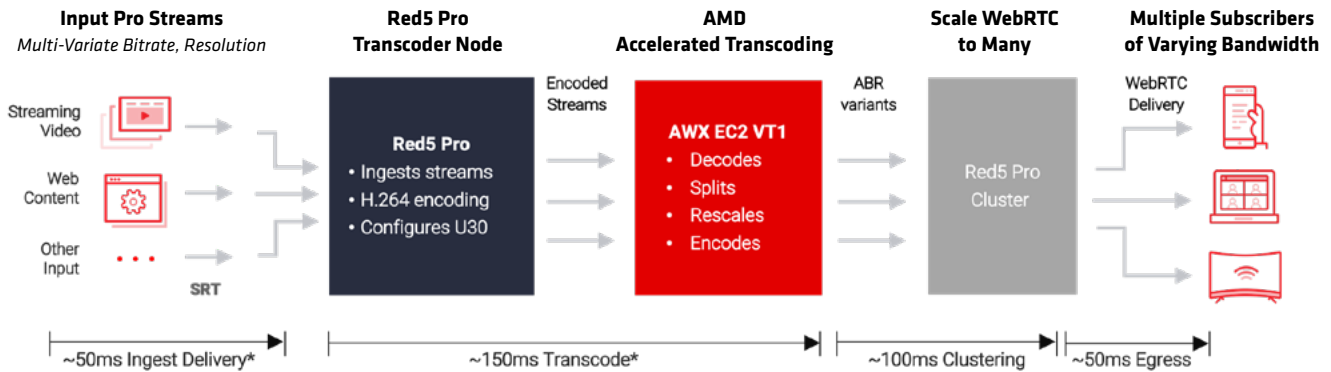 Input Pro Streams
Multi-Variate Bitrate, Resolution
Red5 Pro
Transcoder Node
AMD
Accelerated Transcoding
Scale WebRTC
to Many
Multiple Subscribers
of Varying Bandwidth
Streaming
Video
Web
Content
Other
Input
SRT
Red5 Pro
• Ingests streams
• H.264 encoding
• Configures U30
Encoded
Streams
AWX EC2 VT1
• Decodes
• Splits
• Rescales
• Encodes
ABR
variants
Red5 Pro
Cluster
WebRTC
Delivery
~50ms Ingest Delivery*
~150ms Transcode*
~100ms Clustering
~50ms Egress